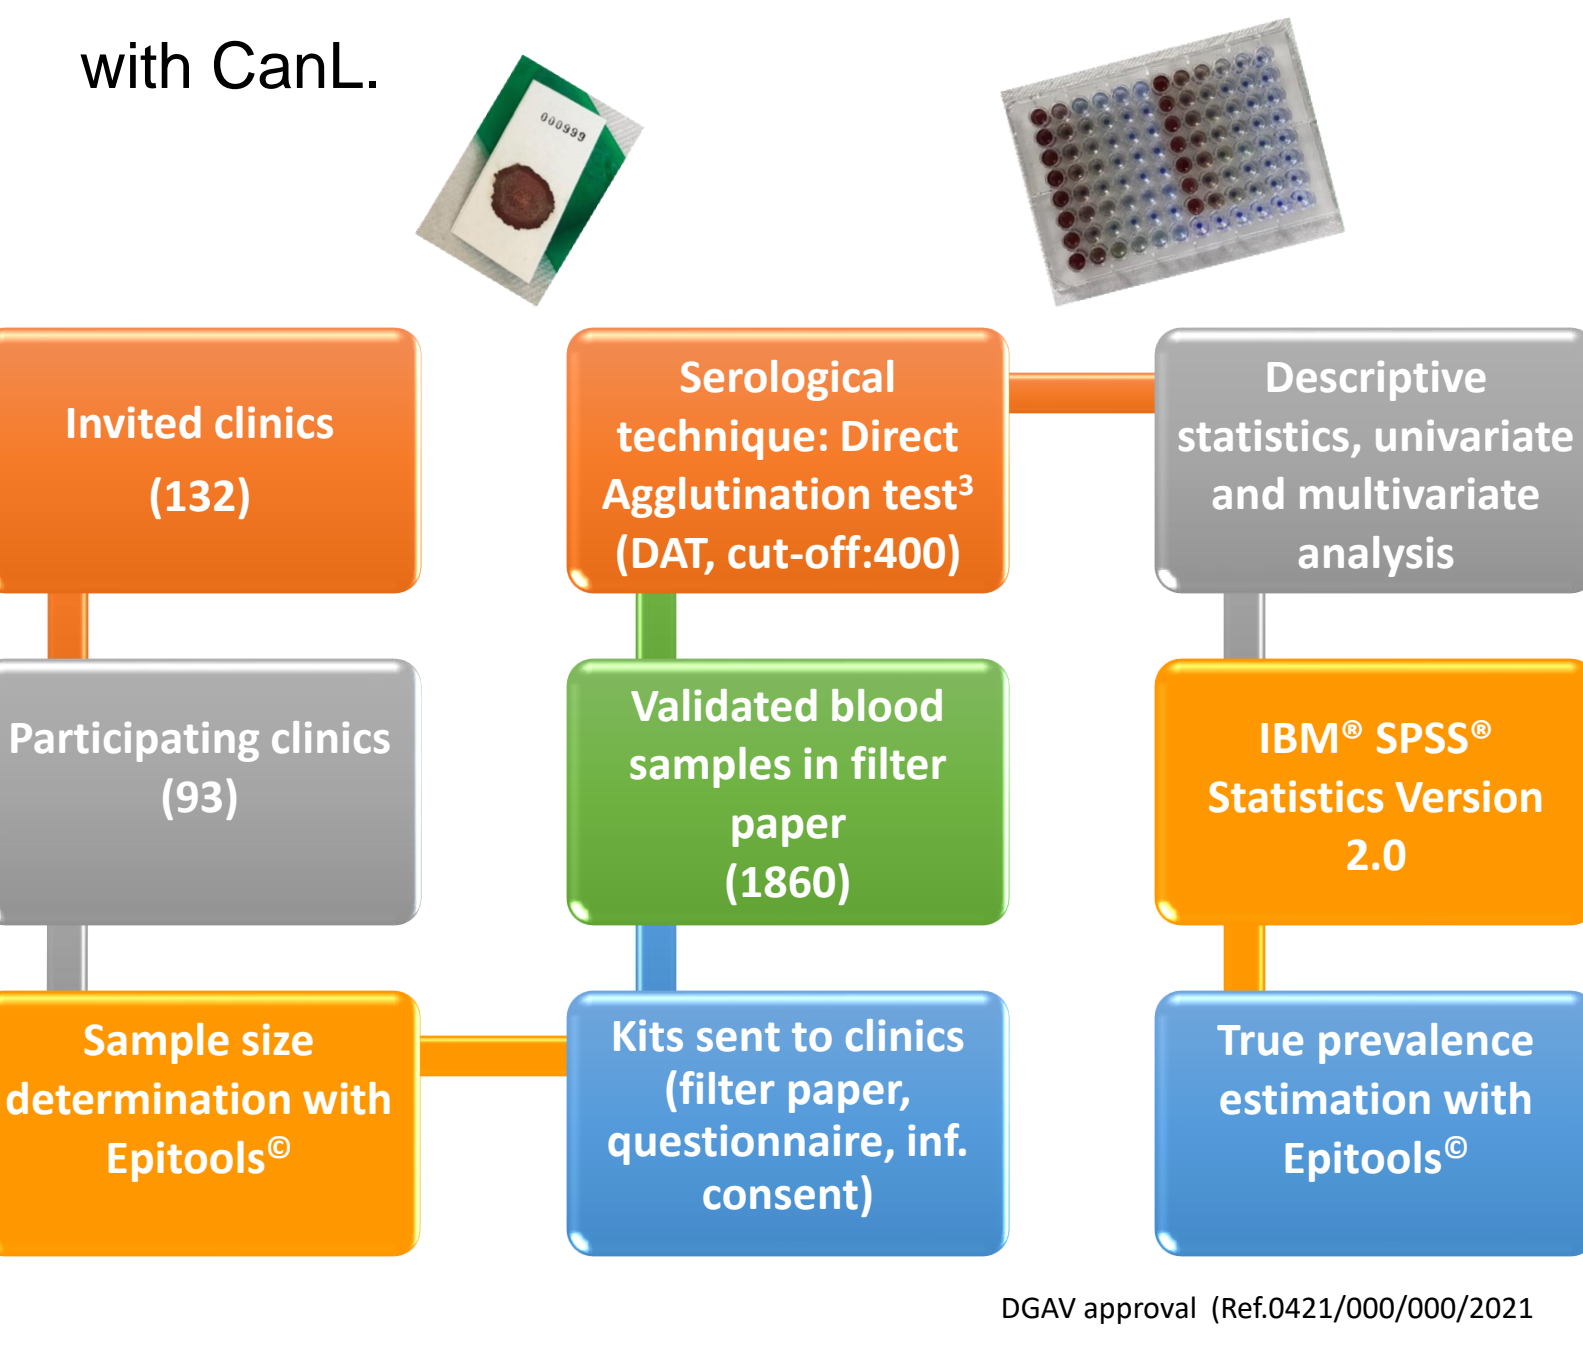 with CanL.
000999
Invited clinics
(132)
Participating clinics
(93)
Sample size
determination with
Epitools©
Kits sent to clinics
(filter paper,
questionnaire, inf.
consent)
Validated blood
samples in filter
paper
(1860)
Serological
technique: Direct
Agglutination test³
(DAT, cut-off:400)
Descriptive
statistics, univariate
and multivariate
analysis
IBM® SPSS®
Statistics Version
2.0
True prevalence
estimation with
Epitools©
DGAV approval (Ref.0421/000/000/2021